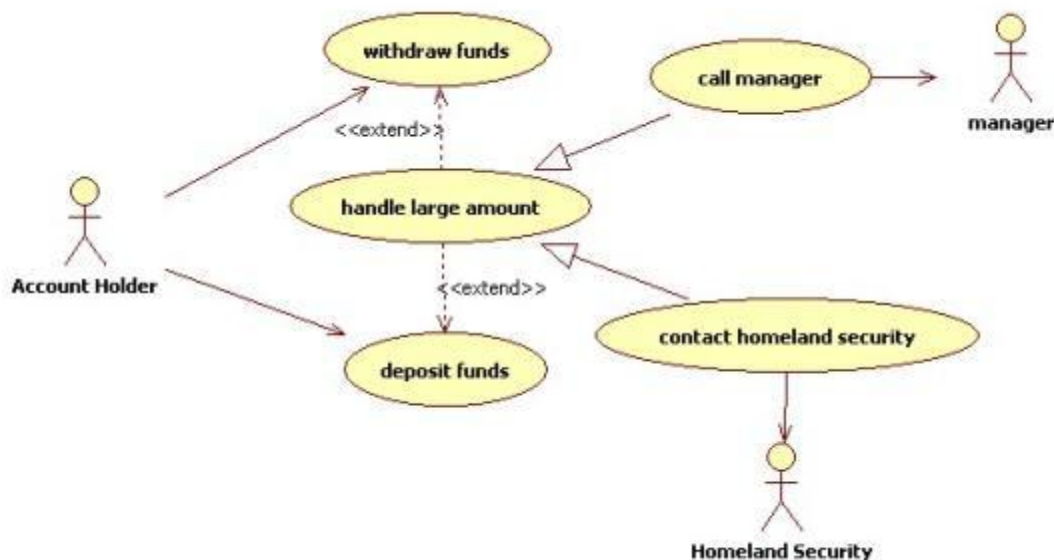 withdraw funds
call manager
manager
<<extend>>
handle large amount
Account Holder
<<extend>>
contact homeland security
deposit funds
Homeland Security